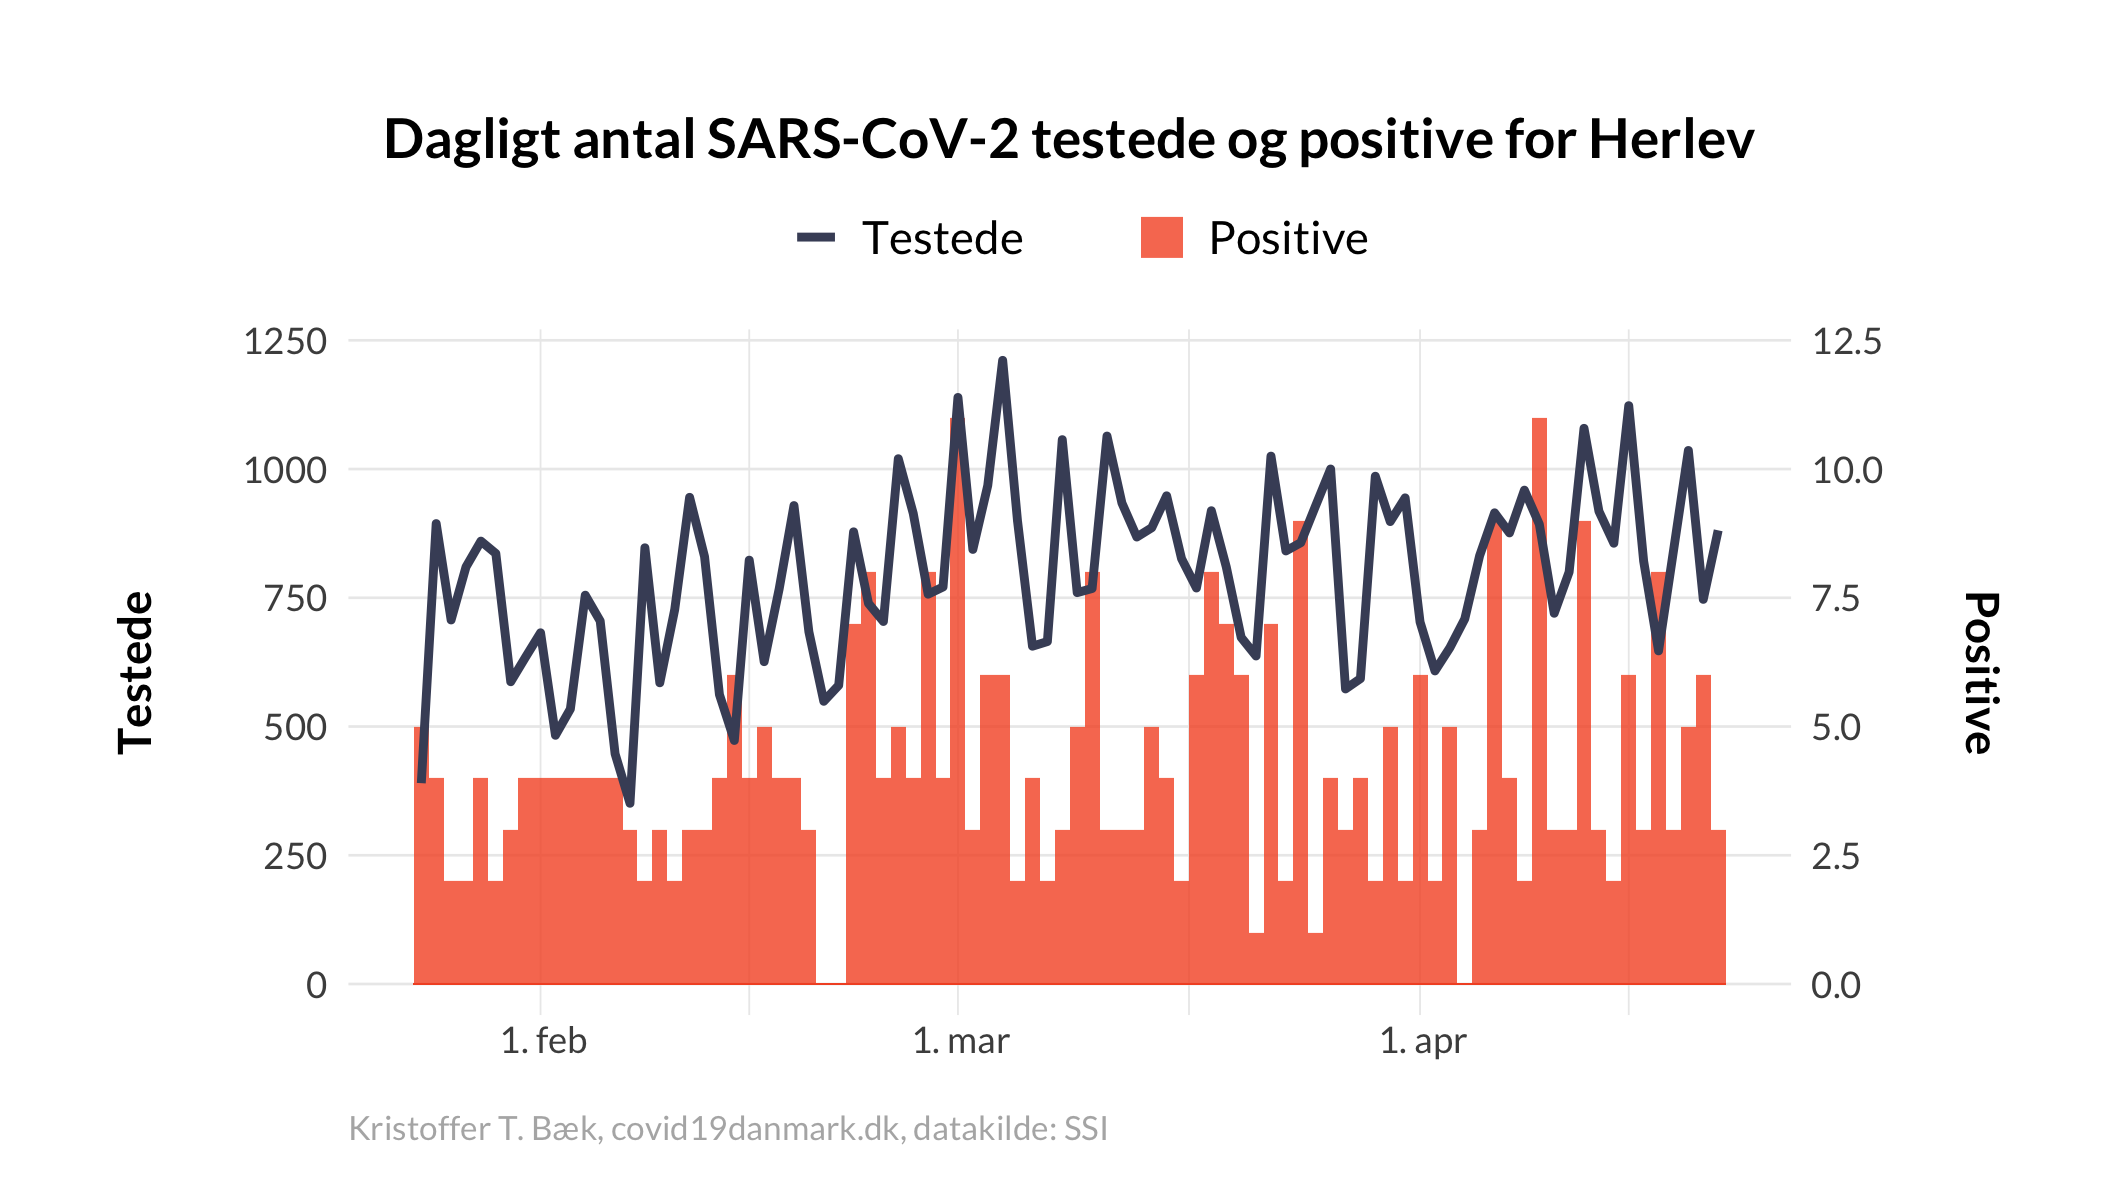 Dagligt antal SARS-CoV-2 testede og positive for Herlev
Testede Positive
1250 12.5
1000 10.0
750 7.5
500 5.0
250 2.5
0 0.0
Testede
Positive
1. feb 1. mar 1. apr
Kristoffer T. Bæk, covid19danmark.dk, datakilde: SSI